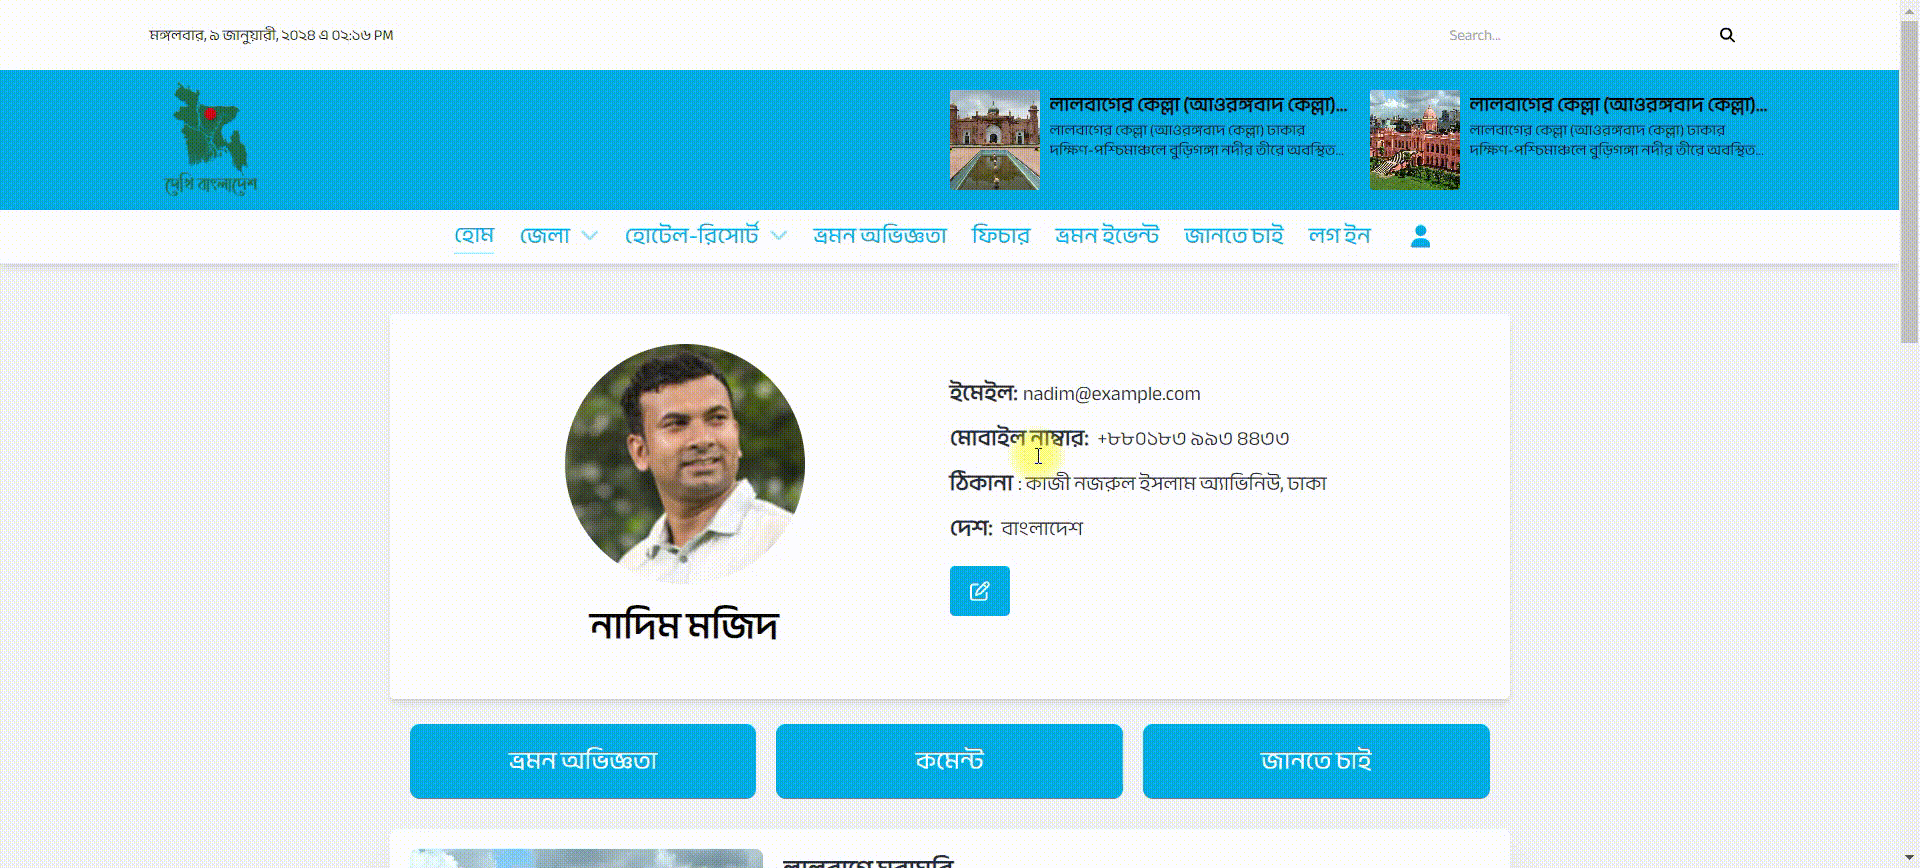 মঙ্গলবার, ৯ জানুয়ারী, ২০২৪ এ ০২:১৬ PM
Search...
দেখি বাংলাদেশ
লালবাগের কেল্লা (আওরঙ্গবাদ কেল্লা)...
লালবাগের কেল্লা (আওরঙ্গবাদ কেল্লা) ঢাকার
দক্ষিণ-পশ্চিমাঞ্চলে বুড়িগঙ্গা নদীর তীরে অবস্থিত...
লালবাগের কেল্লা (আওরঙ্গবাদ কেল্লা)...
লালবাগের কেল্লা (আওরঙ্গবাদ কেল্লা) ঢাকার
দক্ষিণ-পশ্চিমাঞ্চলে বুড়িগঙ্গা নদীর তীরে অবস্থিত...
হোম জেলা হোটেল-রিসোর্ট ভ্রমন অভিজ্ঞতা ফিচার ভ্রমন ইভেন্ট জানতে চাই লগ ইন
ইমেইল: nadim@example.com
মোবাইল নাম্বার: +৮৮০১৮৩ ৯৯৩ ৪৪৩৩
ঠিকানা : কাজী নজরুল ইসলাম অ্যাভিনিউ, ঢাকা
দেশ: বাংলাদেশ
নাদিম মজিদ
ভ্রমন অভিজ্ঞতা
কমেন্ট
জানতে চাই